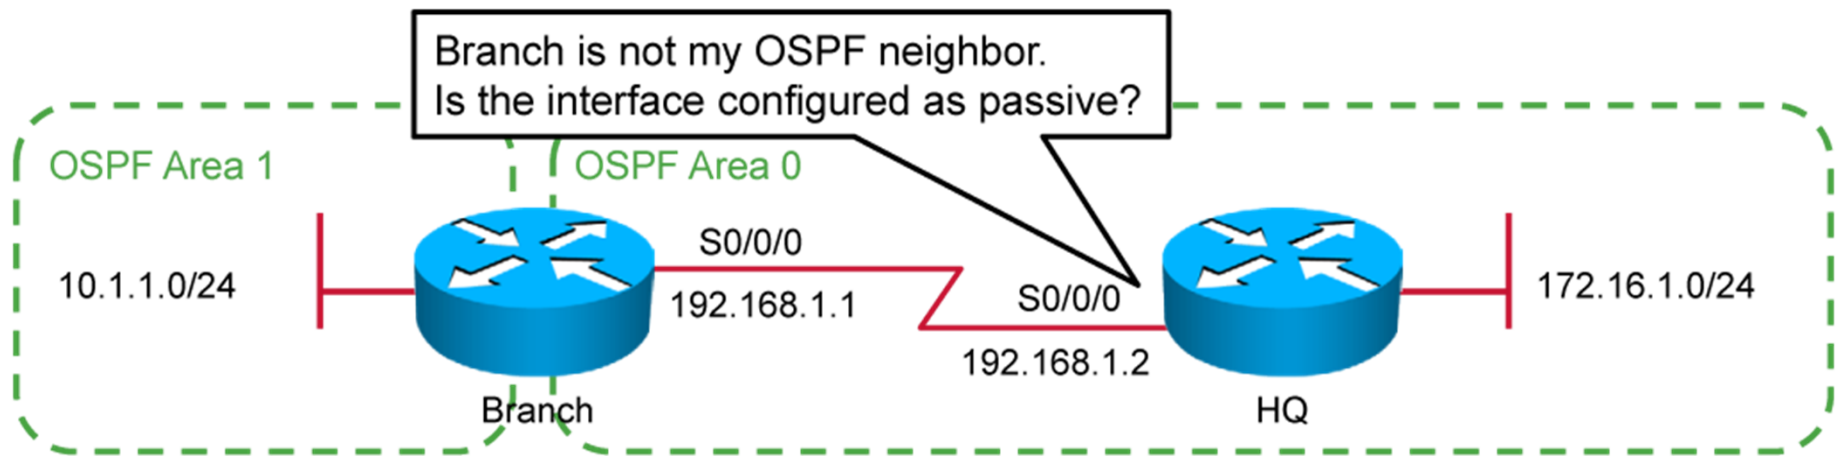 Branch is not my OSPF neighbor.
Is the interface configured as passive?
OSPF Area 1
OSPF Area 0
S0/0/0
10.1.1.0/24
192.168.1.1
S0/0/0
172.16.1.0/24
192.168.1.2
Branch
HQ